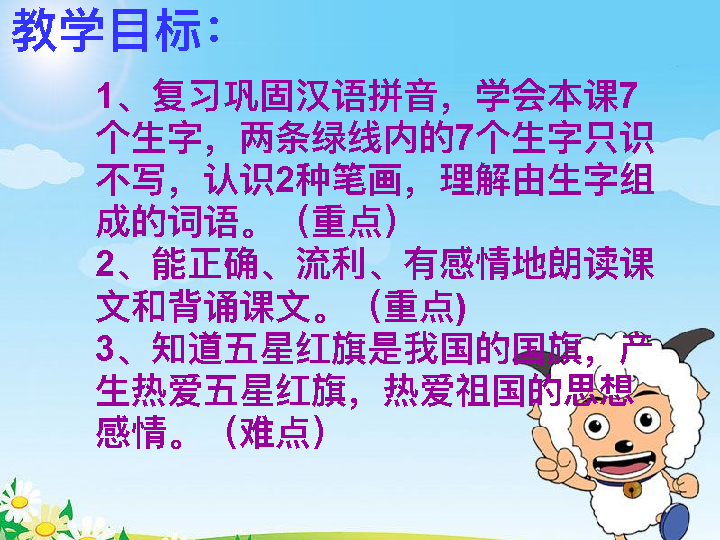 教学目标：
1、复习巩固汉语拼音，学会本课7
个生字，两条绿线内的7个生字只识
不写，认识2种笔画，理解由生字组
成的词语。（重点）
2、能正确、流利、有感情地朗读课
文和背诵课文。（重点)
3、知道五星红旗是我国的国旗，产
生热爱五星红旗，热爱祖国的思想
感情。（难点）